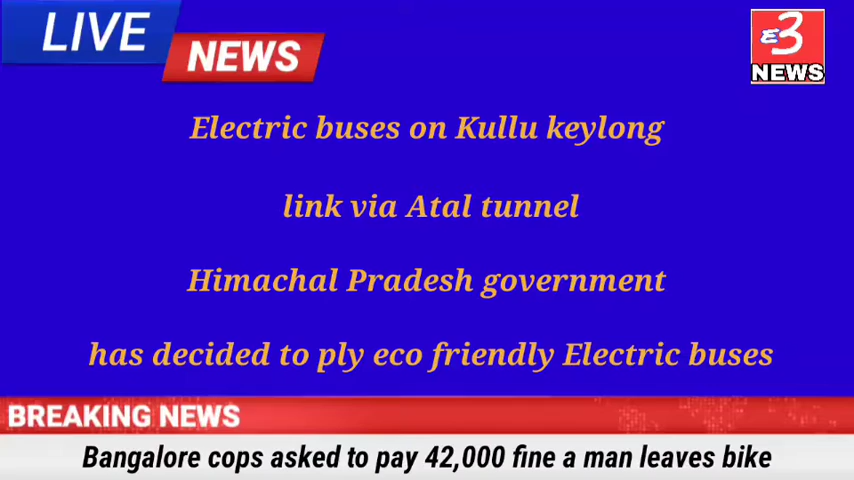 LIVE
NEWS
E3
NEWS
Electric buses on Kullu keylong
link via Atal tunnel
Himachal Pradesh government
has decided to ply eco friendly Electric buses
BREAKING NEWS
Bangalore cops asked to pay 42,000 fine a man leaves bike